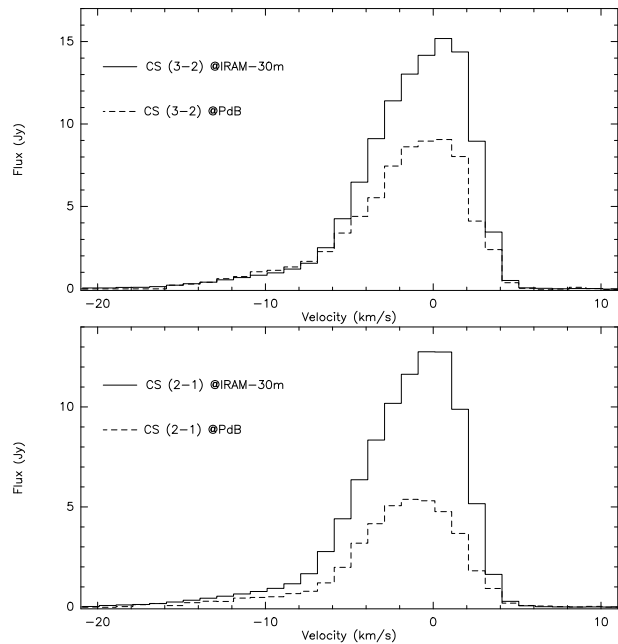 15
10
5
0
Flux (Jy)
CS (3−2) @IRAM−30m
CS (3−2) @PdB
−20 −10 0 10
Velocity (km/s)
10
5
0
Flux (Jy)
CS (2−1) @IRAM−30m
CS (2−1) @PdB
−20 −10 0 10
Velocity (km/s)